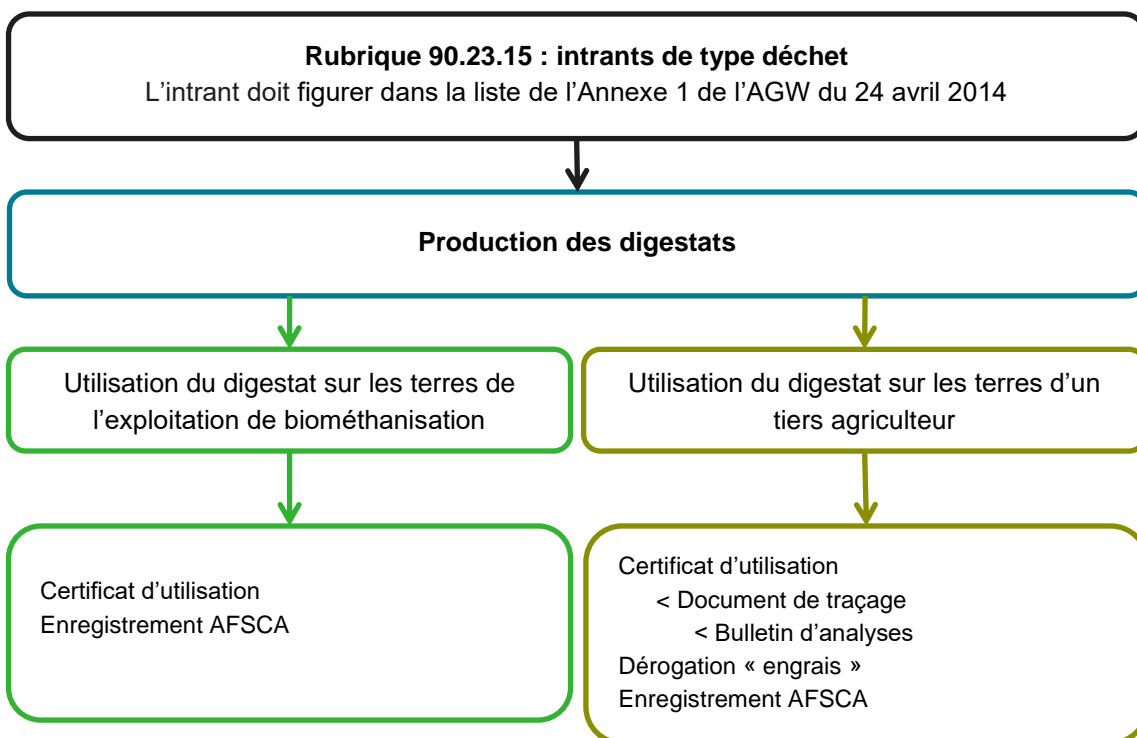 Rubrique 90.23.15 : intrants de type déchet
L'intrant doit figurer dans la liste de l'Annexe 1 de l'AGW du 24 avril 2014
Production des digestats
Utilisation du digestat sur les terres de
l'exploitation de biométhanisation
Utilisation du digestat sur les terres d'un
tiers agriculteur
Certificat d'utilisation
Enregistrement AFSCA
Certificat d'utilisation
< Document de traçage
< Bulletin d'analyses
Dérogation « engrais »
Enregistrement AFSCA